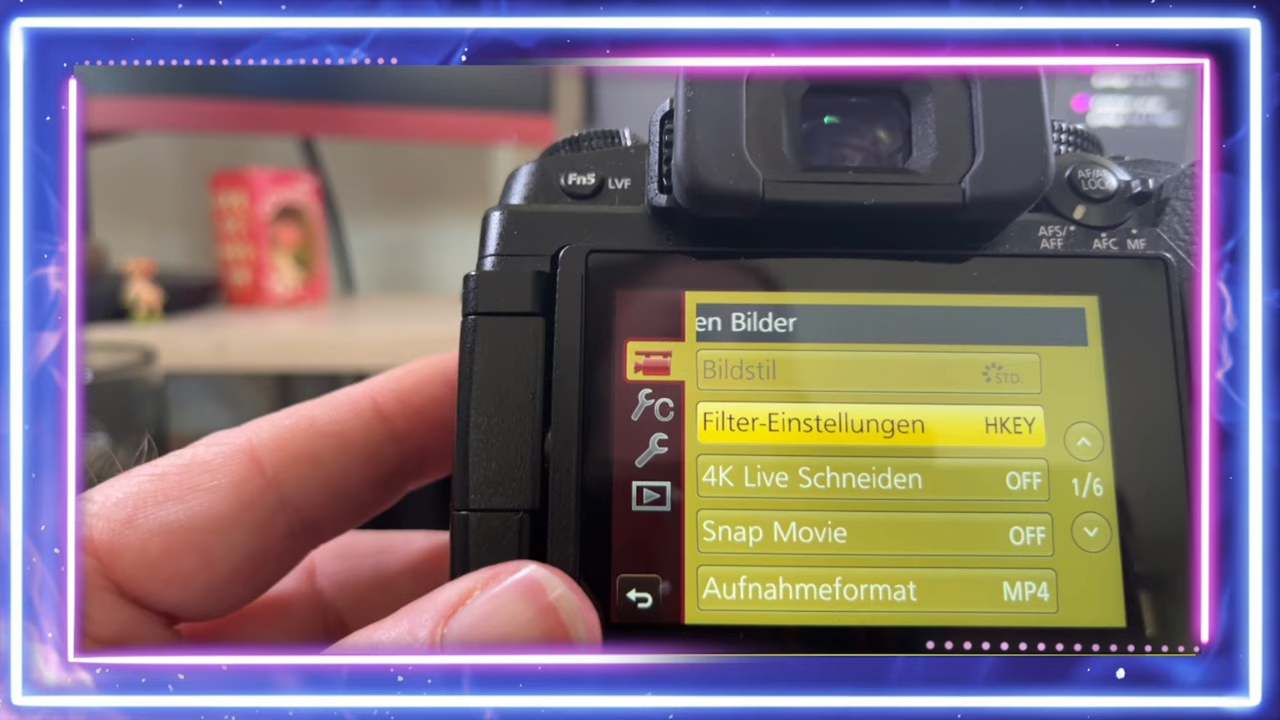 Fn5 LVF
AF/AE
LOCK
AFS/
AFF AFC MF
en Bilder
Bildstil STD.
Filter-Einstellungen HKEY
4K Live Schneiden OFF
1/6
Snap Movie OFF
Aufnahmeformat MP4